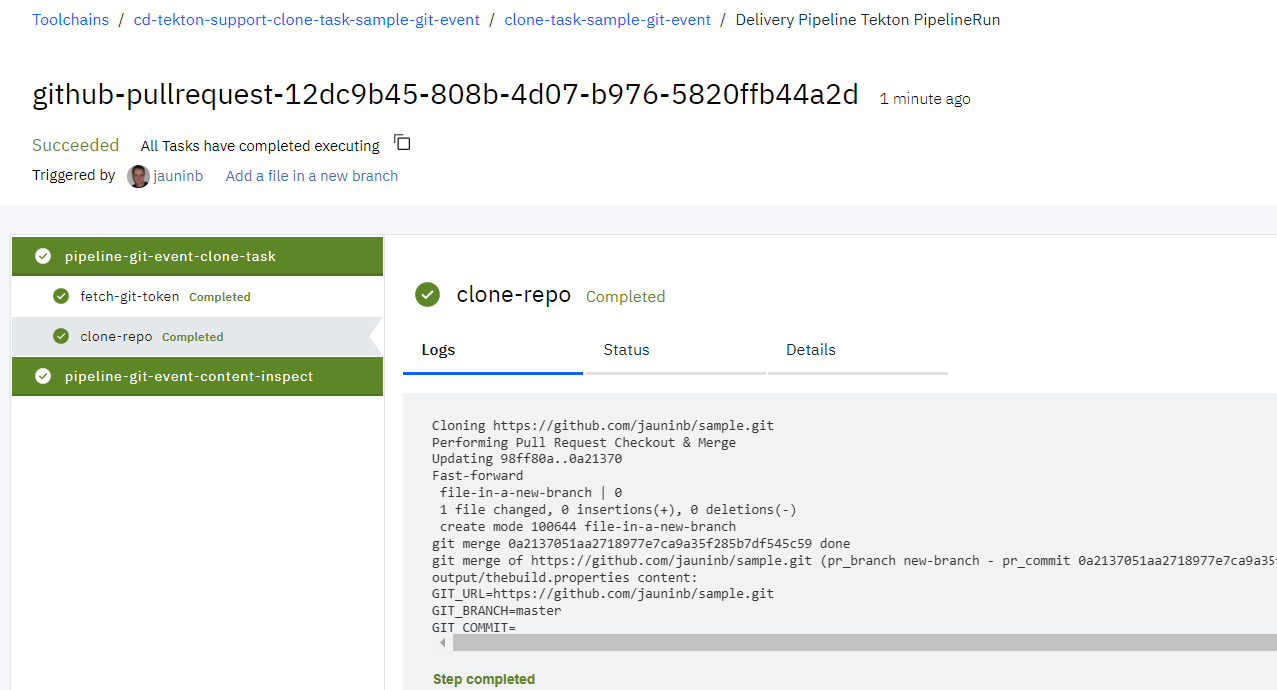 Toolchains / cd-tekton-support-clone-task-sample-git-event / clone-task-sample-git-event / Delivery Pipeline Tekton PipelineRun
github-pullrequest-12dc9b45-808b-4d07-b976-5820ffb44a2d 1 minute ago
Succeeded All Tasks have completed executing
Triggered by jauninb Add a file in a new branch
pipeline-git-event-clone-task
fetch-git-token Completed
clone-repo Completed
pipeline-git-event-content-inspect
clone-repo Completed
Logs Status Details
Cloning https://github.com/jauninb/sample.git
Performing Pull Request Checkout & Merge
Updating 98ff80a..0a21370
Fast-forward
file-in-a-new-branch | 0
1 file changed, 0 insertions(+), 0 deletions(-)
create mode 100644 file-in-a-new-branch
git merge 0a2137051aa2718977e7ca9a35f285b7df545c59 done
git merge of https://github.com/jauninb/sample.git (pr_branch new-branch - pr_commit 0a2137051aa2718977e7ca9a35f
output/thebuild.properties content:
GIT_URL=https://github.com/jauninb/sample.git
GIT_BRANCH=master
GIT_COMMIT=
Step completed